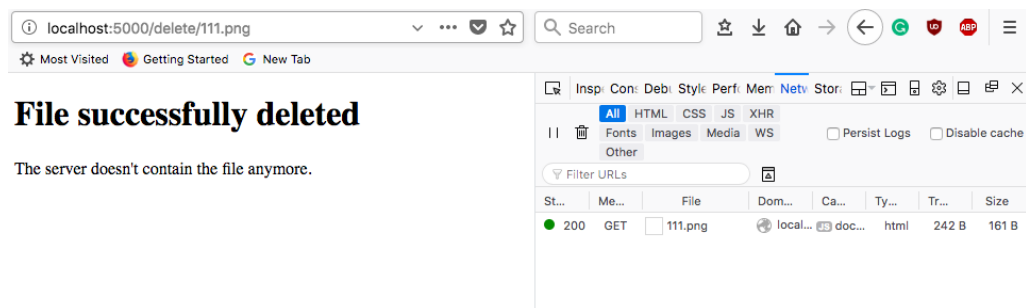 localhost:5000/delete/111.png
Search
Most Visited Getting Started New Tab
File successfully deleted
The server doesn't contain the file anymore.
Insp Cons Debu Style Perfo Mem Netw Stora
All HTML CSS JS XHR
Fonts Images Media WS
Other
Persist Logs Disable cache
Filter URLs
St... Me... File Dom... Ca... Ty... Tr... Size
200 GET 111.png local... JS doc... html 242 B 161 B